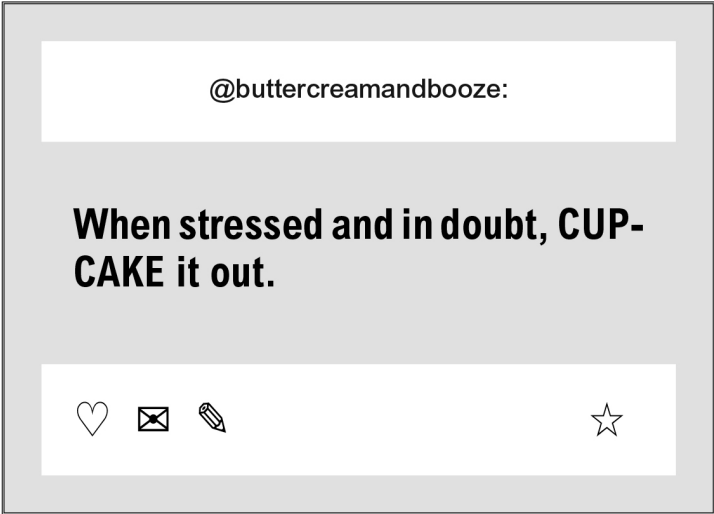 @buttercreamandbooze:
When stressed and in doubt, CUP-
CAKE it out.